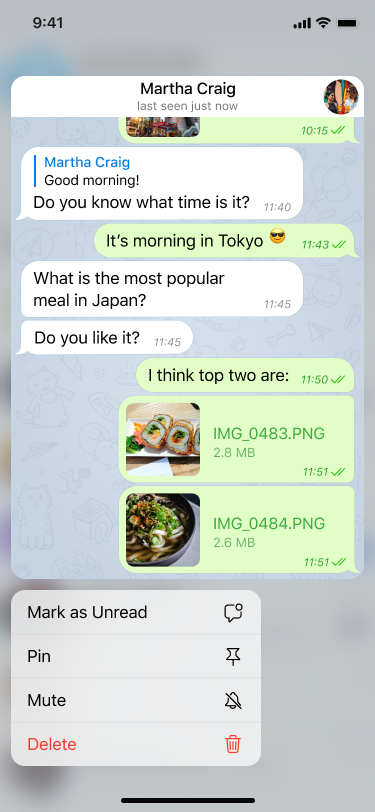 9:41
Martha Craig
last seen just now
10:15
Martha Craig
Good morning!
Do you know what time is it?
11:40
It's morning in Tokyo 😎
11:43
What is the most popular
meal in Japan?
11:45
Do you like it?
11:45
I think top two are:
11:50
IMG_0483.PNG
2.8 MB
11:51
IMG_0484.PNG
2.6 MB
11:51
Mark as Unread
Pin
Mute
Delete